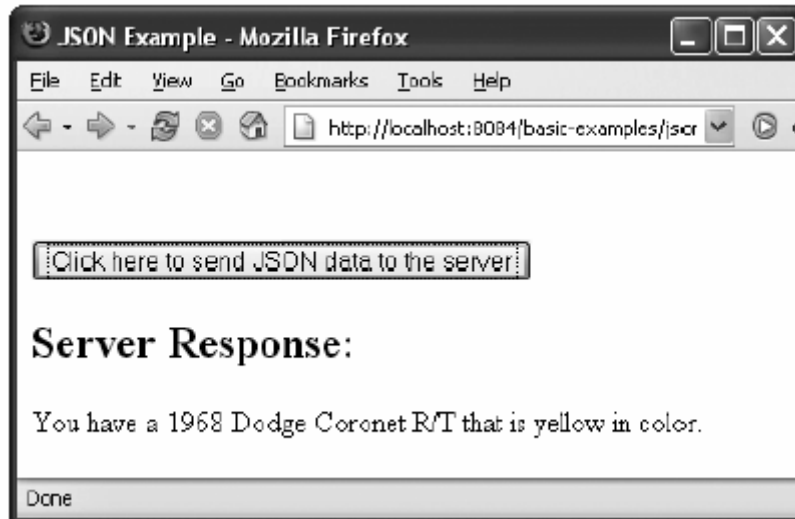 JSON Example - Mozilla Firefox
File Edit View Go Bookmarks Tools Help
http://localhost:8084/basic-examples/jsor
Click here to send JSON data to the server
Server Response:
You have a 1968 Dodge Coronet R/T that is yellow in color.
Done